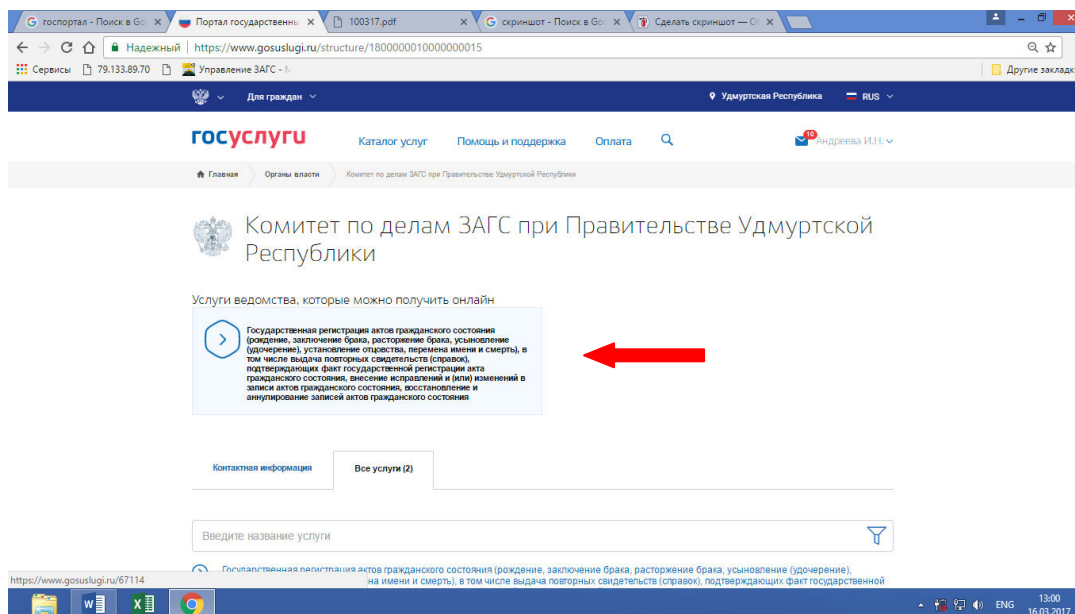 госпортал - Поиск в Go
Портал государственны
100317.pdf
скриншот - Поиск в Goo
Сделать скриншот — О
Надежный
https://www.gosuslugi.ru/structure/1800000010000000015
Сервисы
79.133.89.70
Управление ЗАГС -
Другие закладк
Для граждан
Удмуртская Республика
RUS
госуслуги
Каталог услуг
Помощь и поддержка
Оплата
10
Андреева И.Н.
Главная
Органы власти
Комитет по делам ЗАГС при Правительстве Удмуртской Республики
Комитет по делам ЗАГС при Правительстве Удмуртской
Республики
Услуги ведомства, которые можно получить онлайн
Государственная регистрация актов гражданского состояния
(рождение, заключение брака, расторжение брака, усыновление
(удочерение), установление отцовства, перемена имени и смерть), в
том числе выдача повторных свидетельств (справок),
подтверждающих факт государственной регистрации акта
гражданского состояния, внесение исправлений и (или) изменений в
записи актов гражданского состояния, восстановление и
аннулирование записей актов гражданского состояния
Контактная информация
Все услуги (2)
Введите название услуги
Государственная регистрация актов гражданского состояния (рождение, заключение брака, расторжение брака, усыновление (удочерение),
на имени и смерть), в том числе выдача повторных свидетельств (справок), подтверждающих факт государственной
https://www.gosuslugi.ru/67114
ENG
13:00
16.03.2017